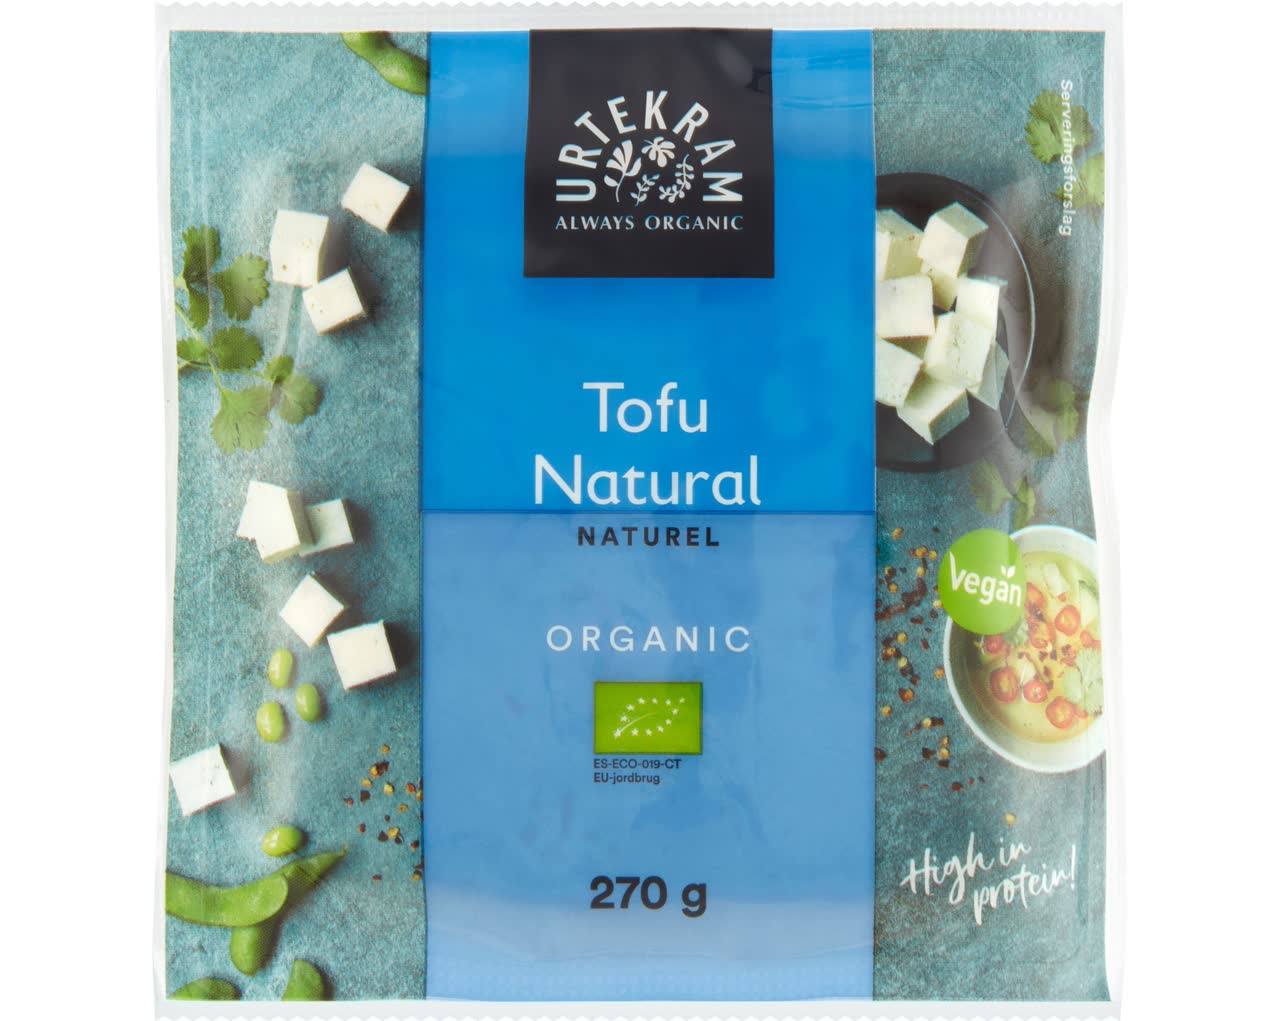 URTEKRAM
ALWAYS ORGANIC
Serveringsforslag
Tofu
Natural
NATUREL
Vegan
ORGANIC
ES-ECO-019-CT
EU-jordbrug
High in
protein!
270 g